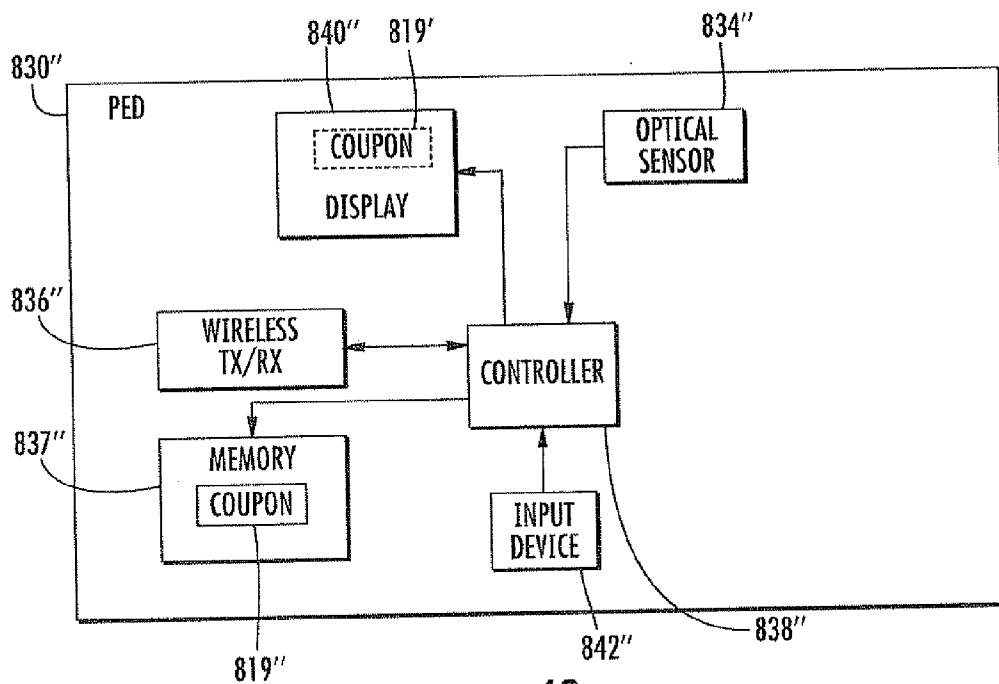 840"
819'
834"
830"
PED
COUPON
DISPLAY
OPTICAL
SENSOR
836"
WIRELESS
TX/RX
CONTROLLER
837"
MEMORY
COUPON
INPUT
DEVICE
838"
842"
819"